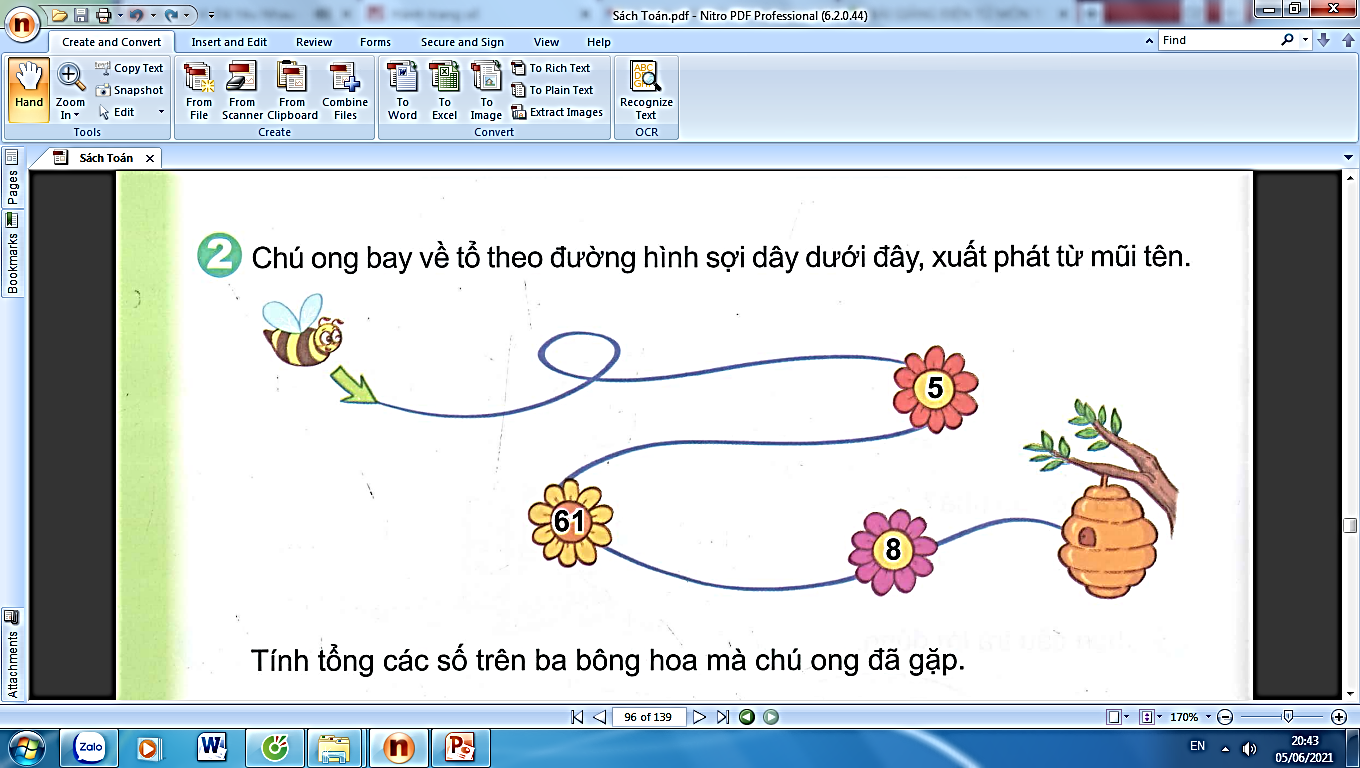 Sách Toán.pdf - Nitro PDF Professional (6.2.0.44)
Create and Convert Insert and Edit Review Forms Secure and Sign View Help Find
Hand
Zoom In
Copy Text
Snapshot
Edit
Tools
From File
From Scanner
From Clipboard
Combine Files
Create
To Word
To Excel
To Image
To Rich Text
To Plain Text
Extract Images
Convert
Recognize Text
OCR
Sách Toán
Pages
Bookmarks
Attachments
2 Chú ong bay về tổ theo đường hình sợi dây dưới đây, xuất phát từ mũi tên.
5
61
8
Tính tổng các số trên ba bông hoa mà chú ong đã gặp.
96 of 139
170%
Zalo
EN
20:43
05/06/2021